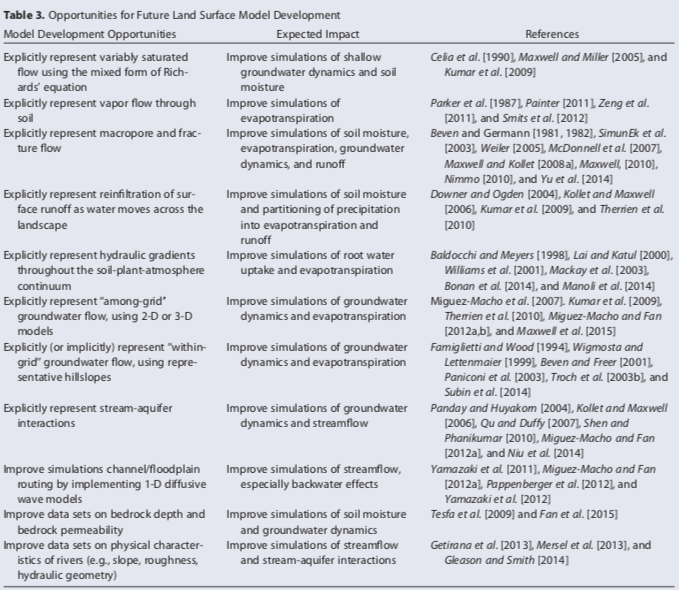 Table 3. Opportunities for Future Land Surface Model Development
Model Development Opportunities Expected Impact References
Explicitly represent variably saturated
flow using the mixed form of Rich-
ards' equation
Improve simulations of shallow
groundwater dynamics and soil
moisture
Celia et al. [1990], Maxwell and Miller [2005], and
Kumar et al. [2009]
Explicitly represent vapor flow through
soil
Improve simulations of
evapotranspiration
Parker et al. [1987], Painter [2011], Zeng et al.
[2011], and Smits et al. [2012]
Explicitly represent macropore and frac-
ture flow
Improve simulations of soil moisture,
evapotranspiration, groundwater
dynamics, and runoff
Beven and Germann [1981, 1982], SimunEk et al.
[2003], Weiler [2005], McDonnell et al. [2007],
Maxwell and Kollet [2008a], Maxwell, [2010],
Nimmo [2010], and Yu et al. [2014]
Explicitly represent reinfiltration of sur-
face runoff as water moves across the
landscape
Improve simulations of soil moisture
and partitioning of precipitation
into evapotranspiration and
runoff
Downer and Ogden [2004], Kollet and Maxwell
[2006], Kumar et al. [2009], and Therrien et al.
[2010]
Explicitly represent hydraulic gradients
throughout the soil-plant-atmosphere
continuum
Improve simulations of root water
uptake and evapotranspiration
Baldocchi and Meyers [1998], Lai and Katul [2000],
Williams et al. [2001], Mackay et al. [2003],
Bonan et al. [2014], and Manoli et al. [2014]
Explicitly represent "among-grid"
groundwater flow, using 2-D or 3-D
models
Improve simulations of groundwater
dynamics and evapotranspiration
Miguez-Macho et al. [2007]. Kumar et al. [2009],
Therrien et al. [2010], Miguez-Macho and Fan
[2012a,b], and Maxwell et al. [2015]
Explicitly (or implicitly) represent "within-
grid" groundwater flow, using repre-
sentative hillslopes
Improve simulations of groundwater
dynamics and evapotranspiration
Famiglietti and Wood [1994], Wigmosta and
Lettenmaier [1999], Beven and Freer [2001],
Paniconi et al. [2003], Troch et al. [2003b], and
Subin et al. [2014]
Explicitly represent stream-aquifer
interactions
Improve simulations of groundwater
dynamics and streamflow
Panday and Huyakorn [2004], Kollet and Maxwell
[2006], Qu and Duffy [2007], Shen and
Phanikumar [2010], Miguez-Macho and Fan
[2012a], and Niu et al. [2014]
Improve simulations channel/floodplain
routing by implementing 1-D diffusive
wave models
Improve simulations of streamflow,
especially backwater effects
Yamazaki et al. [2011], Miguez-Macho and Fan
[2012a], Pappenberger et al. [2012], and
Yamazaki et al. [2012]
Improve data sets on bedrock depth and
bedrock permeability
Improve simulations of soil moisture
and groundwater dynamics
Tesfa et al. [2009] and Fan et al. [2015]
Improve data sets on physical character-
istics of rivers (e.g., slope, roughness,
hydraulic geometry)
Improve simulations of streamflow
and stream-aquifer interactions
Getirana et al. [2013], Mersel et al. [2013], and
Gleason and Smith [2014]